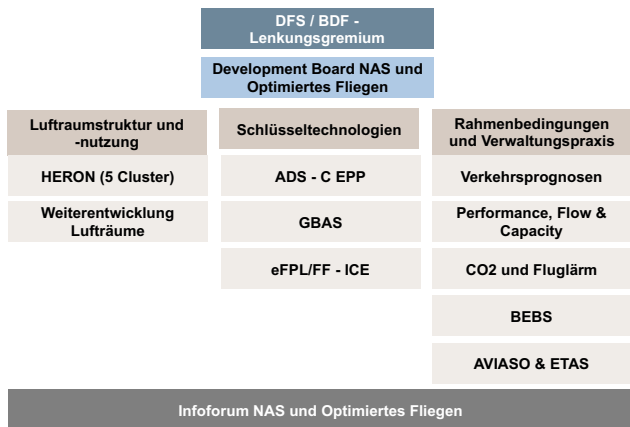 DFS / BDF -
Lenkungsgremium
Development Board NAS und
Optimiertes Fliegen
Luftraumstruktur und
-nutzung
HERON (5 Cluster)
Weiterentwicklung
Lufträume
Schlüsseltechnologien
ADS - C EPP
GBAS
eFPL/FF - ICE
Rahmenbedingungen
und Verwaltungspraxis
Verkehrsprognosen
Performance, Flow &
Capacity
CO2 und Fluglärm
BEBS
AVIASO & ETAS
Infoforum NAS und Optimiertes Fliegen